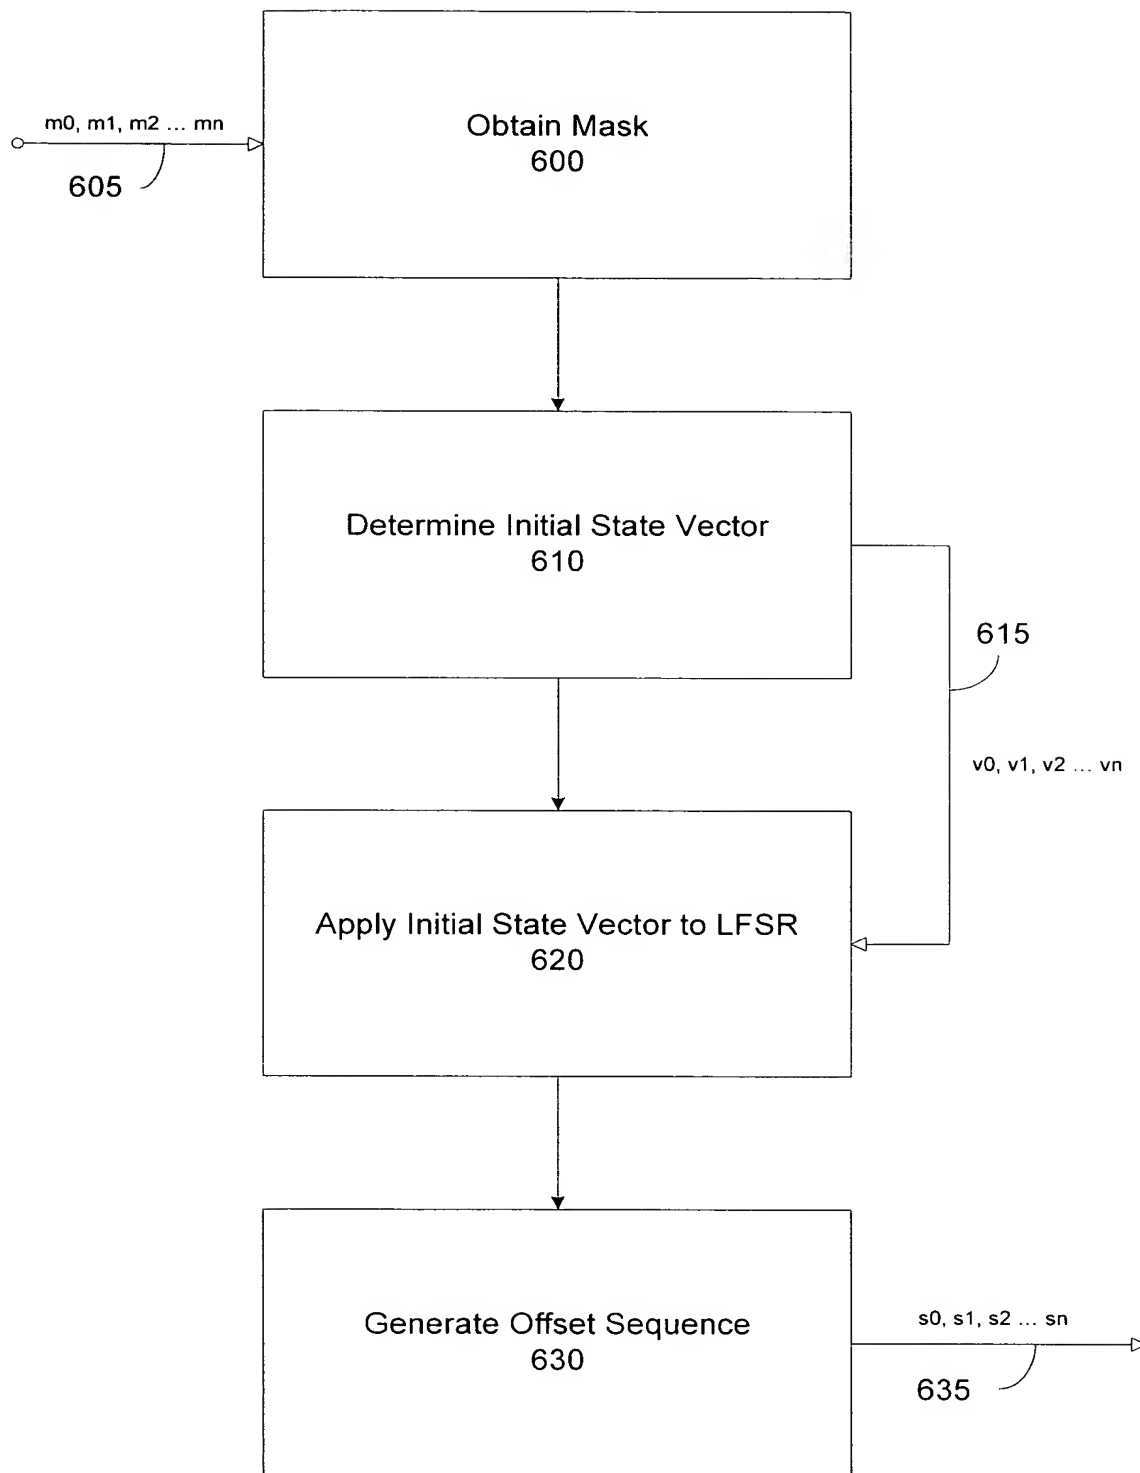 m0, m1, m2 ... mn
605
Obtain Mask
600
Determine Initial State Vector
610
615
v0, v1, v2 ... vn
Apply Initial State Vector to LFSR
620
Generate Offset Sequence
630
s0, s1, s2 ... sn
635